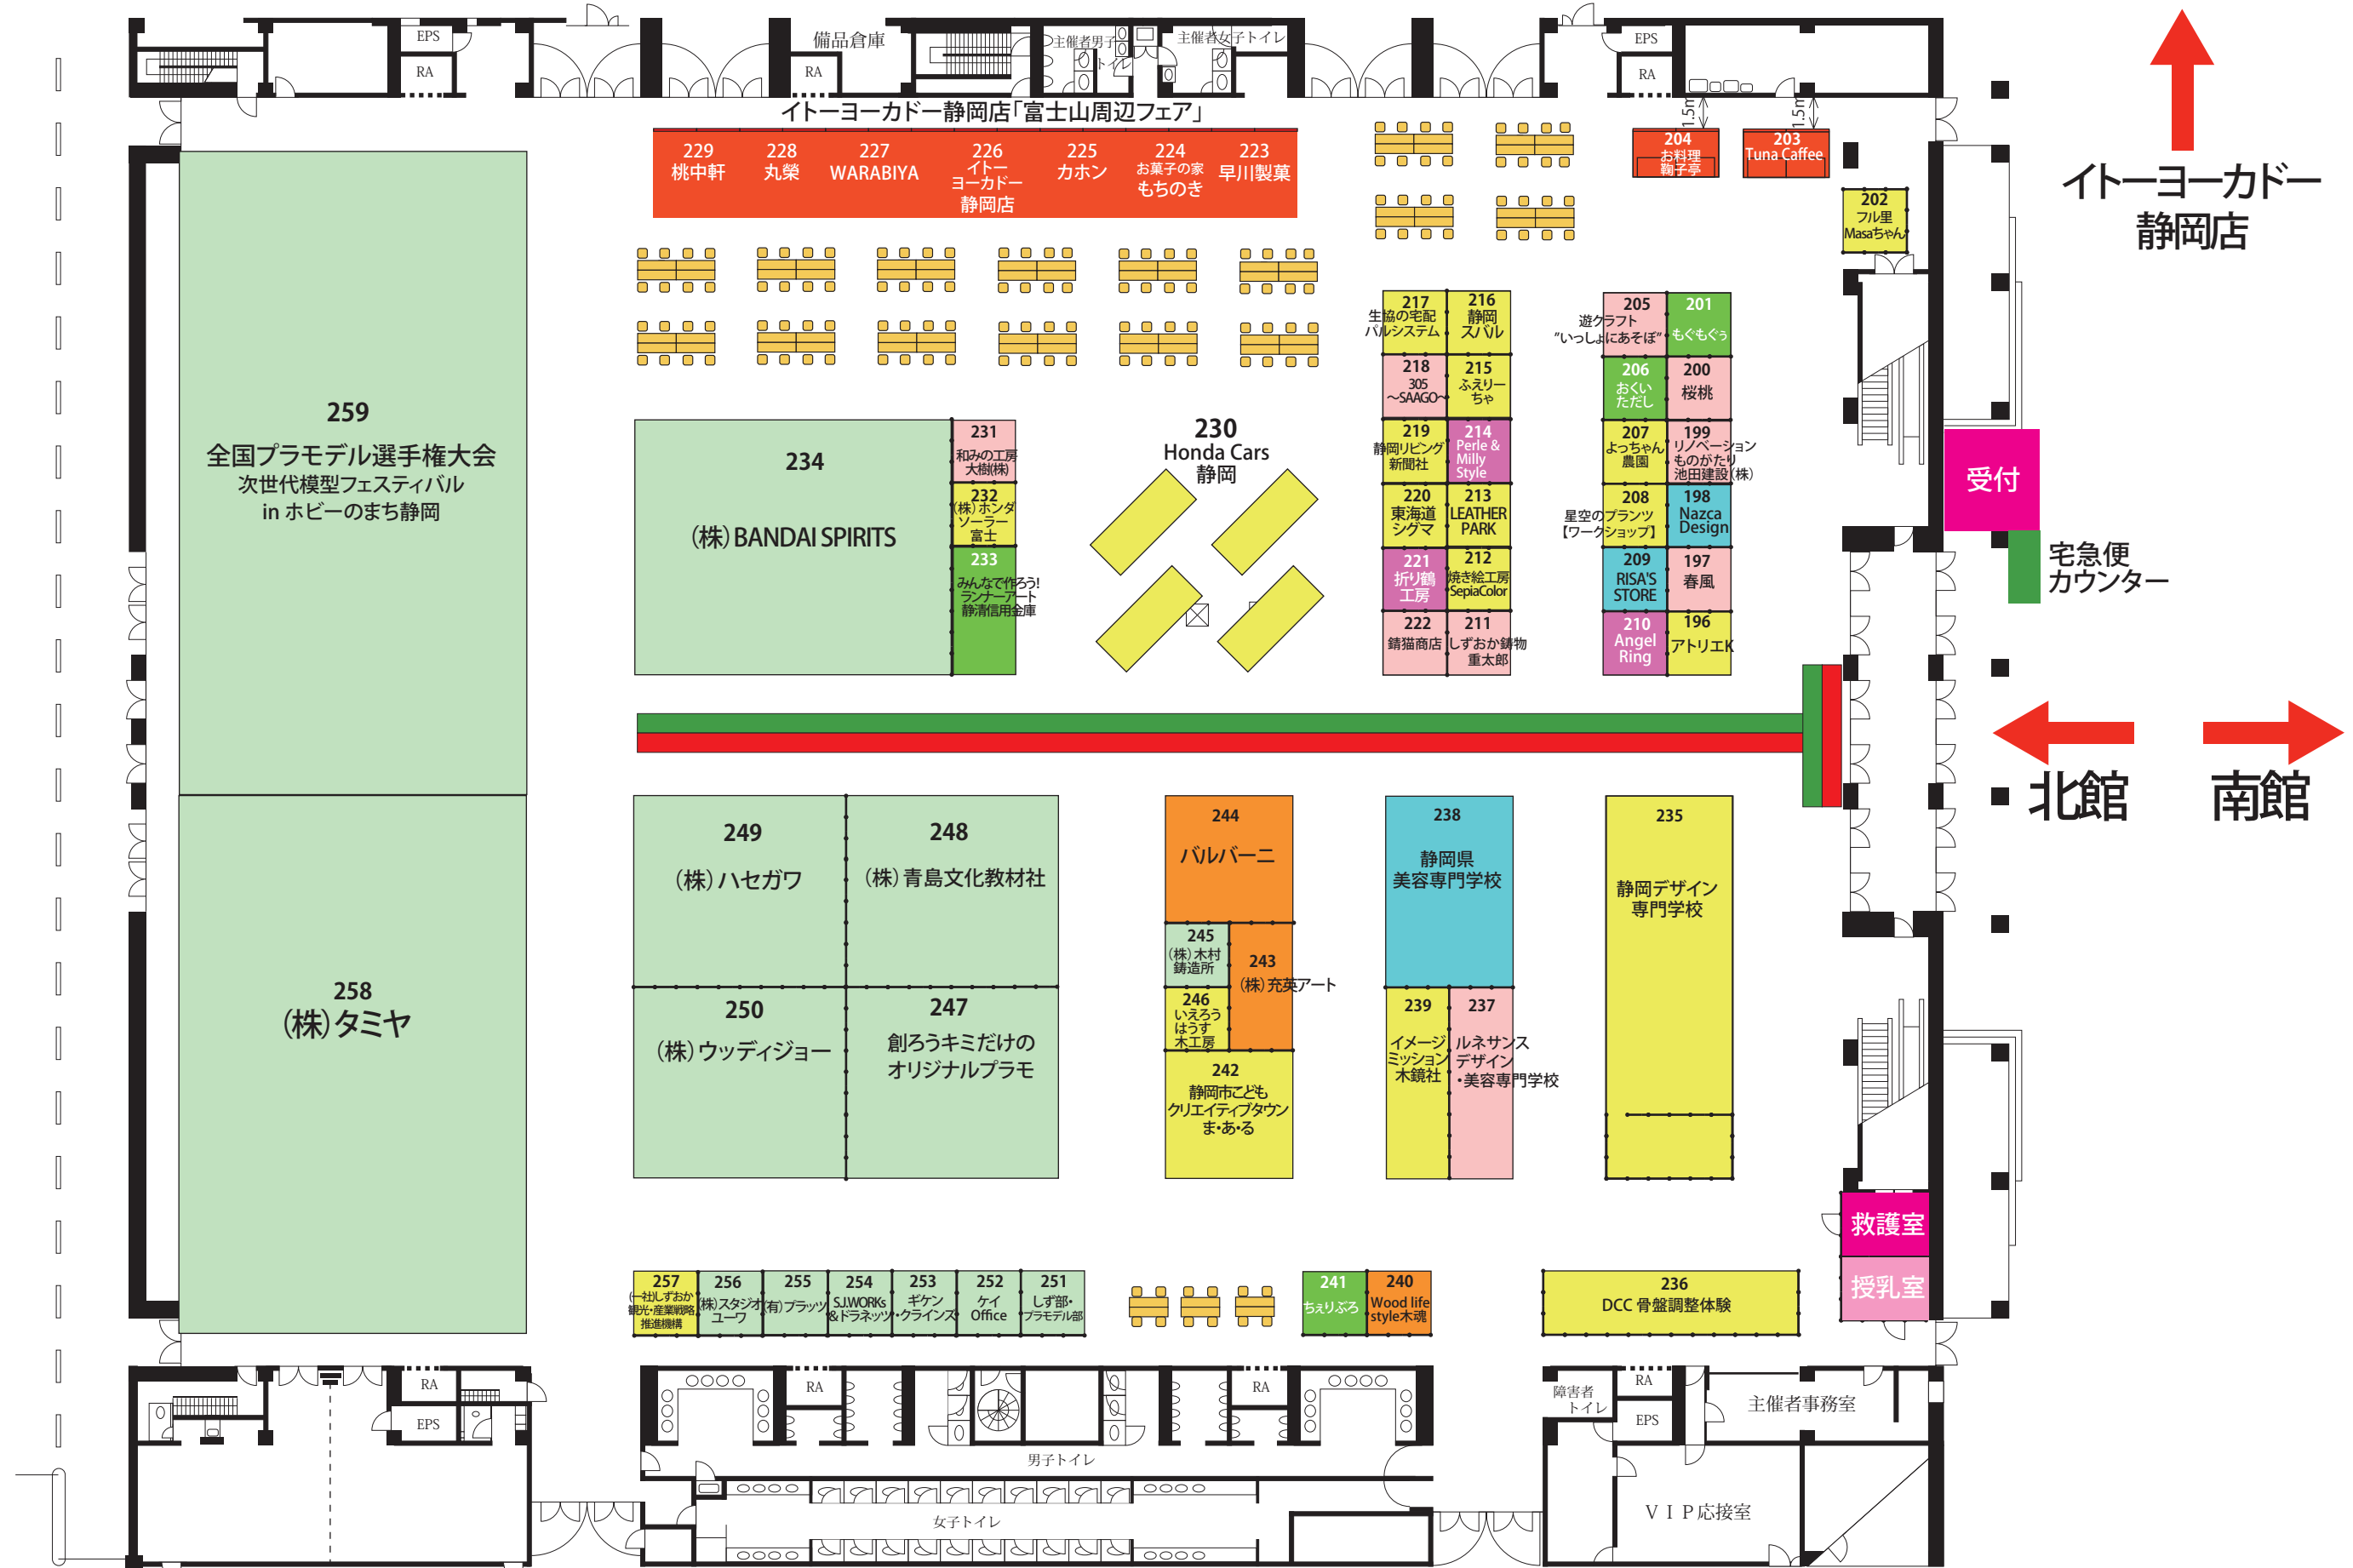 EPS
RA
備品倉庫
RA
主催者男子
トイレ
主催者女子トイレ
EPS
RA
1.5m
1.5m
イトーヨーカドー静岡店「富士山周辺フェア」
229
桃中軒
228
丸榮
227
WARABIYA
226
イトー
ヨーカドー
静岡店
225
カホン
224
お菓子の家
もちのき
223
早川製菓
204
お料理
鞠子亭
203
Tuna Caffee
202
フル里
Masaちゃん
イトーヨーカドー
静岡店
217
生協の宅配
パルシステム
216
静岡
スバル
218
305
～SAAGO～
215
ふえりー
ちゃ
219
静岡リビング
新聞社
214
Perle &
Milly
Style
220
東海道
シグマ
213
LEATHER
PARK
221
折り鶴
工房
212
焼き絵工房
SepiaColor
222
錆猫商店
211
しずおか鋳物
重太郎
205
遊クラフト
"いっしょにあそぼ"
201
もぐもぐぅ
206
おくい
ただし
200
桜桃
207
よっちゃん
農園
199
リノベーション
ものがたり
池田建設（株）
208
星空のプランツ
【ワークショップ】
198
Nazca
Design
209
RISA'S
STORE
197
春風
210
Angel
Ring
196
アトリエK
受付
宅急便
カウンター
259
全国プラモデル選手権大会
次世代模型フェスティバル
in ホビーのまち静岡
234
（株）BANDAI SPIRITS
231
和みの工房
大樹(株)
232
（株）ホンダ
ソーラー
富士
233
みんなで作ろう!
ランナーアート
静清信用金庫
230
Honda Cars
静岡
北館
南館
249
（株）ハセガワ
248
（株）青島文化教材社
250
（株）ウッディジョー
247
創ろうキミだけの
オリジナルプラモ
244
バルバーニ
245
（株）木村
鋳造所
243
（株）充英アート
246
いえろう
はうす
木工房
242
静岡市こども
クリエイティブタウン
ま・あ・る
238
静岡県
美容専門学校
239
イメージ
ミッション
木鏡社
237
ルネサンス
デザイン
・美容専門学校
235
静岡デザイン
専門学校
258
（株）タミヤ
救護室
授乳室
257
(一社)しずおか
観光・産業戦略
推進機構
256
（株）スタジオ
ユーワ
255
（有）プラッツ
254
S.J.WORKs
&ドラネッツ
253
ギケン
・クラインズ
252
ケイ
Office
251
しず部・
プラモデル部
241
ちぇりぶろ
240
Wood life
style木魂
236
DCC 骨盤調整体験
RA
EPS
RA
RA
男子トイレ
女子トイレ
障害者
トイレ
RA
EPS
主催者事務室
ＶＩＰ応接室